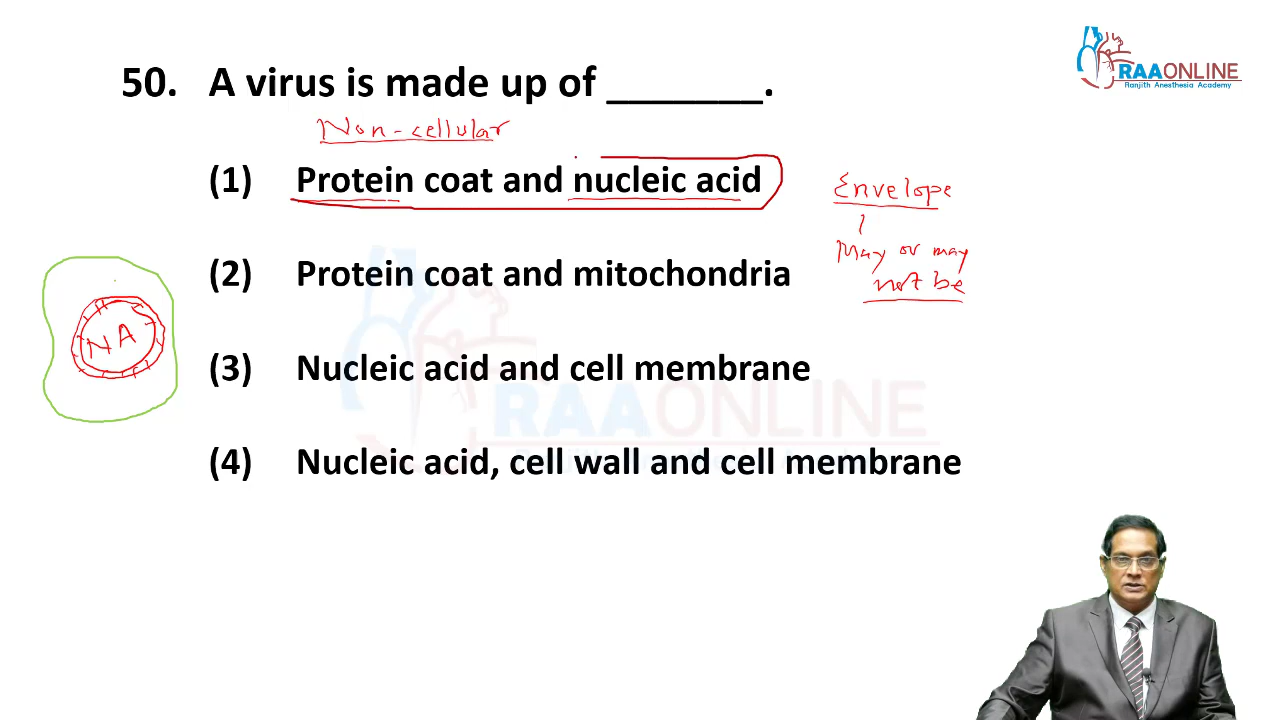 50. A virus is made up of _______.
Non-cellular
(1) Protein coat and nucleic acid
Envelope
May or may
not be
(2) Protein coat and mitochondria
NA
(3) Nucleic acid and cell membrane
(4) Nucleic acid, cell wall and cell membrane
RAAONLINE
Ranjith Anesthesia Academy
RAAONLINE